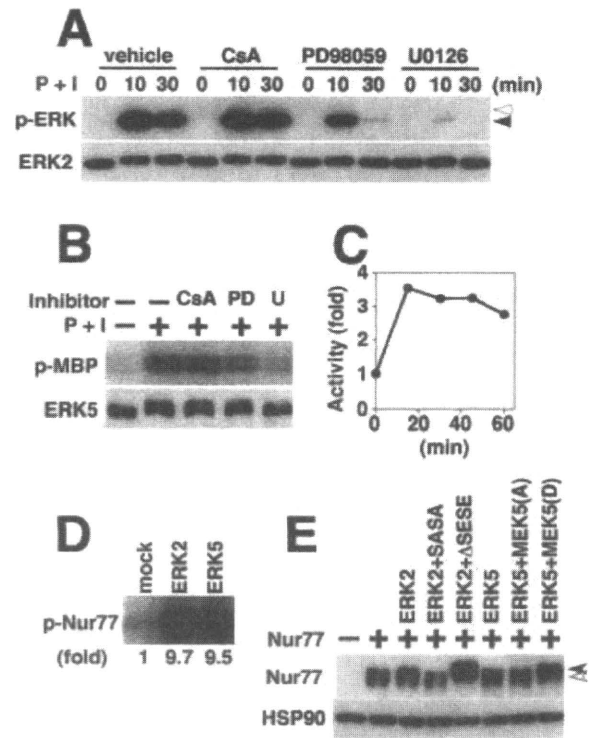 A
vehicle CsA PD98059 U0126
P + I 0 10 30 0 10 30 0 10 30 0 10 30 (min)
p-ERK
ERK2
B
Inhibitor — — CsA PD U
P + I — + + + +
p-MBP
ERK5
C
Activity (fold)
4
3
2
1
0
0 20 40 60
(min)
D
mock
ERK2
ERK5
p-Nur77
(fold) 1 9.7 9.5
E
ERK2
ERK2+SASA
ERK2+ΔSESE
ERK5
ERK5+MEK5(A)
ERK5+MEK5(D)
Nur77 — + + + + + + +
Nur77
HSP90